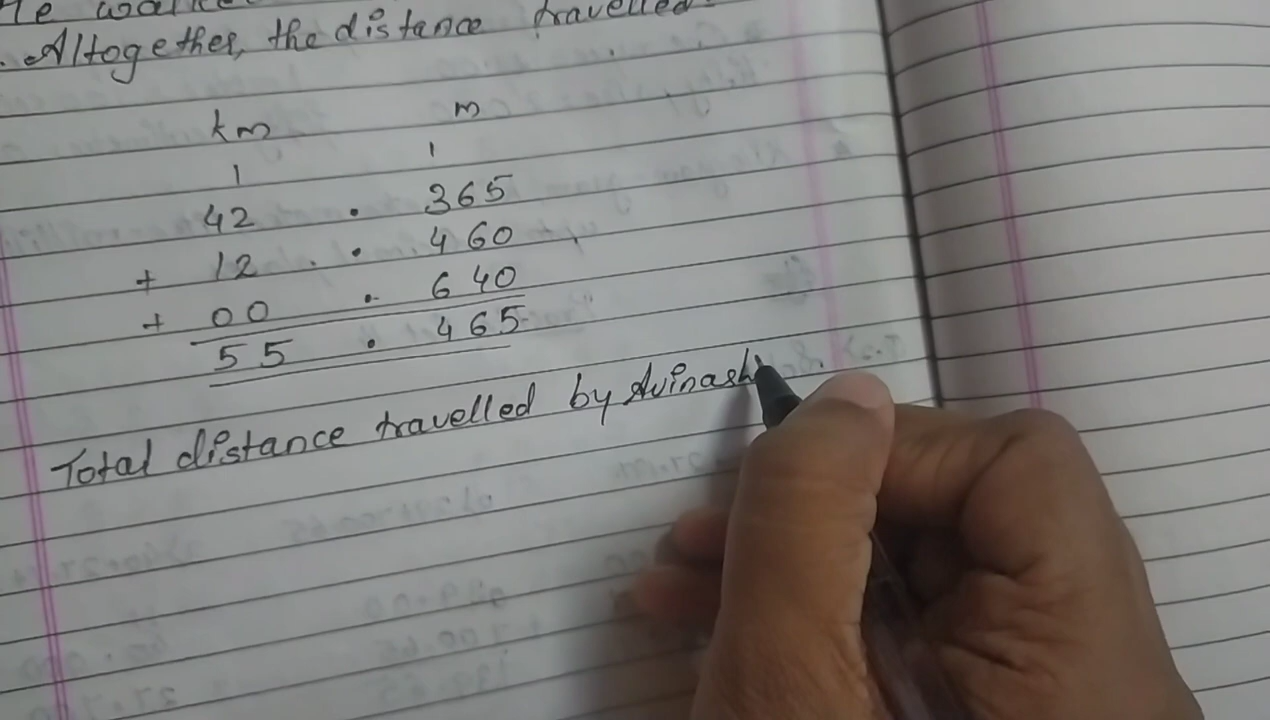 He
. Altogether, the distance travelled
km m
1 1
42 . 365
+ 12 . . 460
+ 00 . 640
55 . 465
Total distance travelled by Avinash